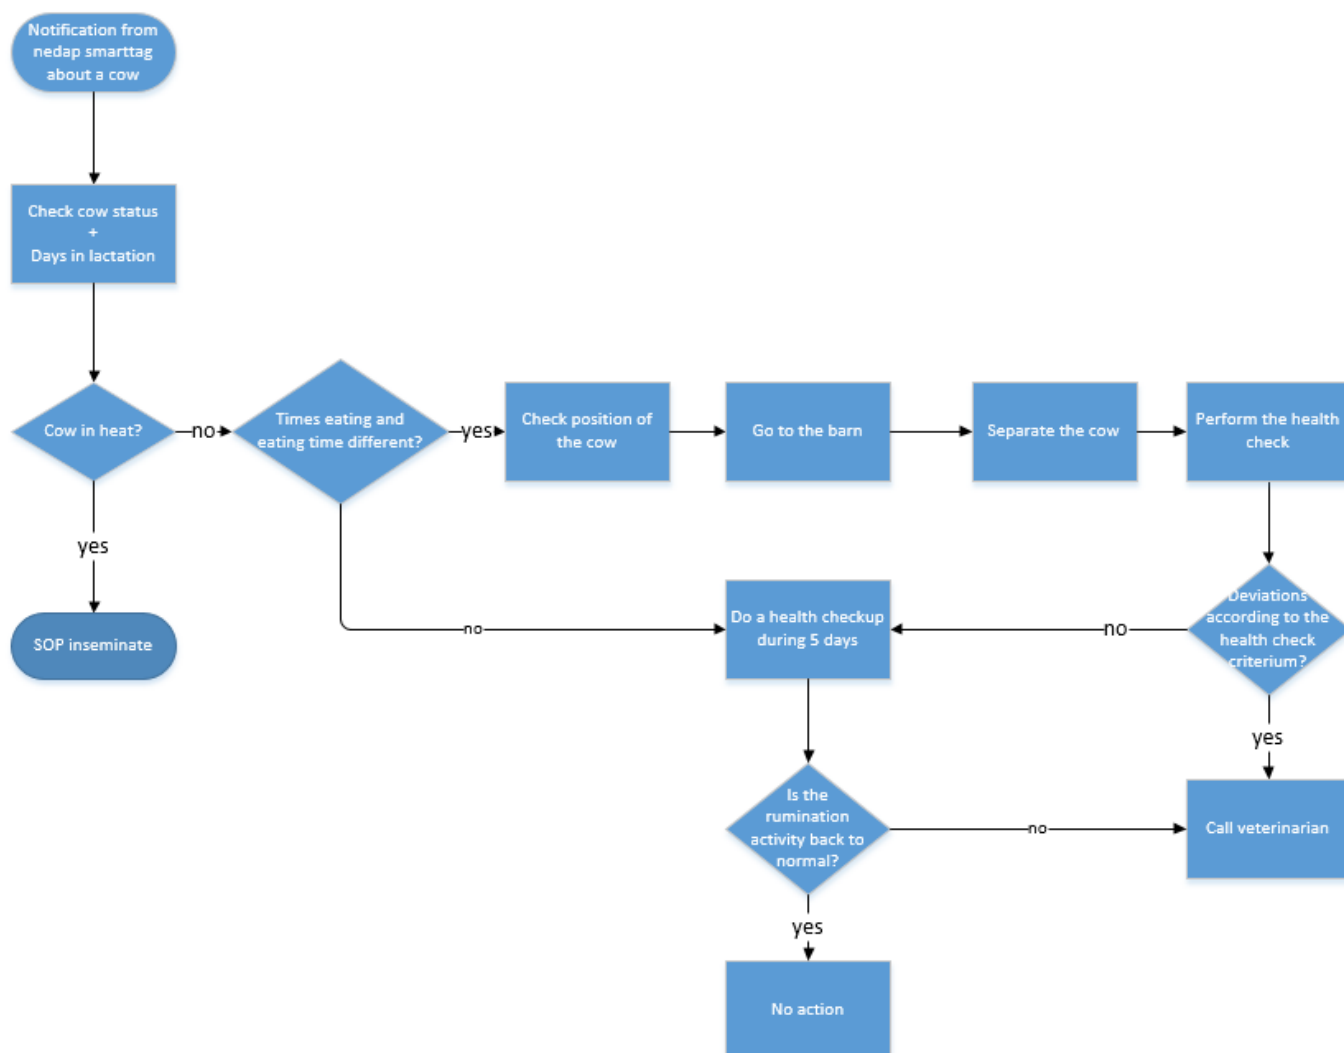 Notification from
nedap smarttag
about a cow
Check cow status
+
Days in lactation
Cow in heat?
no
Times eating and
eating time different?
yes
Check position of
the cow
Go to the barn
Separate the cow
Perform the health
check
yes
SOP inseminate
no
Do a health checkup
during 5 days
no
Deviations
according to the
health check
criterium?
yes
Is the
rumination
activity back to
normal?
no
Call veterinarian
yes
No action